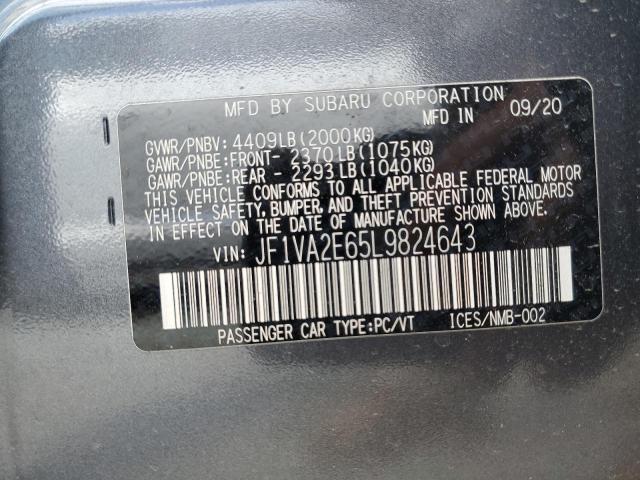 MFD BY SUBARU CORPORATION
MFD IN 09/20
GVWR/PNBV: 4409LB(2000KG)
GAWR/PNBE:FRONT- 2370LB(1075KG)
GAWR/PNBE:REAR - 2293LB(1040KG)
THIS VEHICLE CONFORMS TO ALL APPLICABLE FEDERAL MOTOR
VEHICLE SAFETY, BUMPER, AND THEFT PREVENTION STANDARDS
IN EFFECT ON THE DATE OF MANUFACTURE SHOWN ABOVE.
VIN: JF1VA2E65L9824643
PASSENGER CAR TYPE:PC/VT ICES/NMB-002